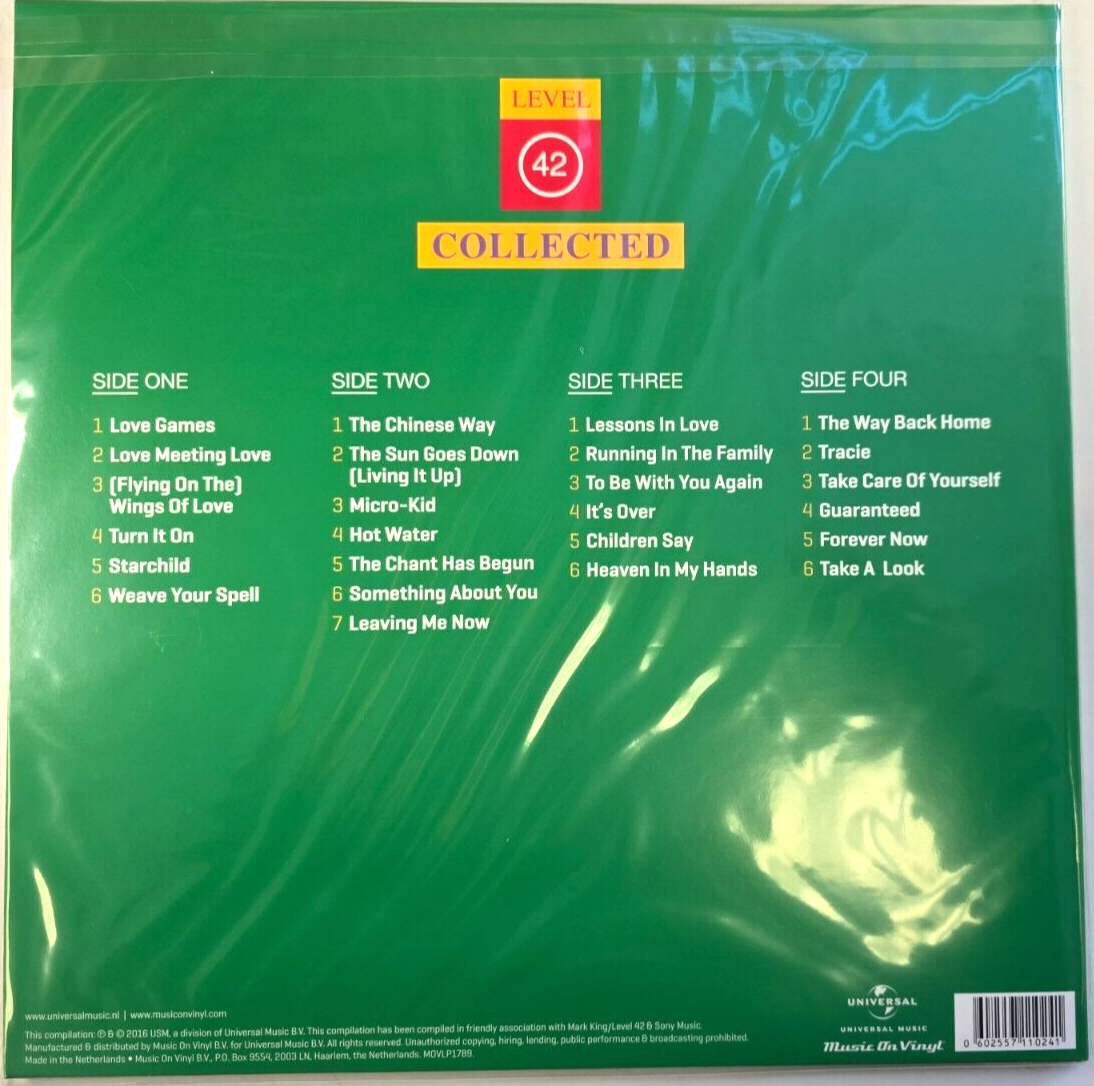 LEVEL
42
COLLECTED
SIDE ONE
1 Love Games
2 Love Meeting Love
3 (Flying On The)
Wings Of Love
4 Turn It On
5 Starchild
6 Weave Your Spell
SIDE TWO
1 The Chinese Way
2 The Sun Goes Down
(Living It Up)
3 Micro-Kid
4 Hot Water
5 The Chant Has Begun
6 Something About You
7 Leaving Me Now
SIDE THREE
1 Lessons In Love
2 Running In The Family
3 To Be With You Again
4 It's Over
5 Children Say
6 Heaven In My Hands
SIDE FOUR
1 The Way Back Home
2 Tracie
3 Take Care Of Yourself
4 Guaranteed
5 Forever Now
6 Take A Look
www.universalmusic.nl | www.musiconvinyl.com
This compilation: ℗ & © 2016 USM, a division of Universal Music B.V. This compilation has been compiled in friendly association with Mark King/Level 42 & Sony Music.
Manufactured & distributed by Music On Vinyl B.V. for Universal Music B.V. All rights reserved. Unauthorized copying, hiring, lending, public performance & broadcasting prohibited.
Made in the Netherlands • Music On Vinyl B.V., P.O. Box 9554, 2003 LN, Haarlem, the Netherlands. MOVLP1789.
UNIVERSAL
UNIVERSAL MUSIC
Music On Vinyl
0 602557 110241